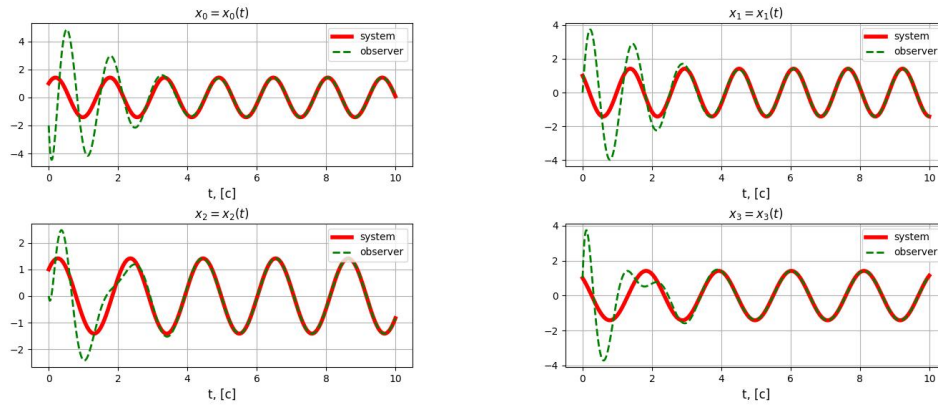 x₀ = x₀(t)
4
2
0
−2
−4
system
observer
0
2
4
6
8
10
t, [c]
x₁ = x₁(t)
4
2
0
−2
−4
system
observer
0
2
4
6
8
10
t, [c]
x₂ = x₂(t)
2
1
0
−1
−2
system
observer
0
2
4
6
8
10
t, [c]
x₃ = x₃(t)
4
2
0
−2
−4
system
observer
0
2
4
6
8
10
t, [c]